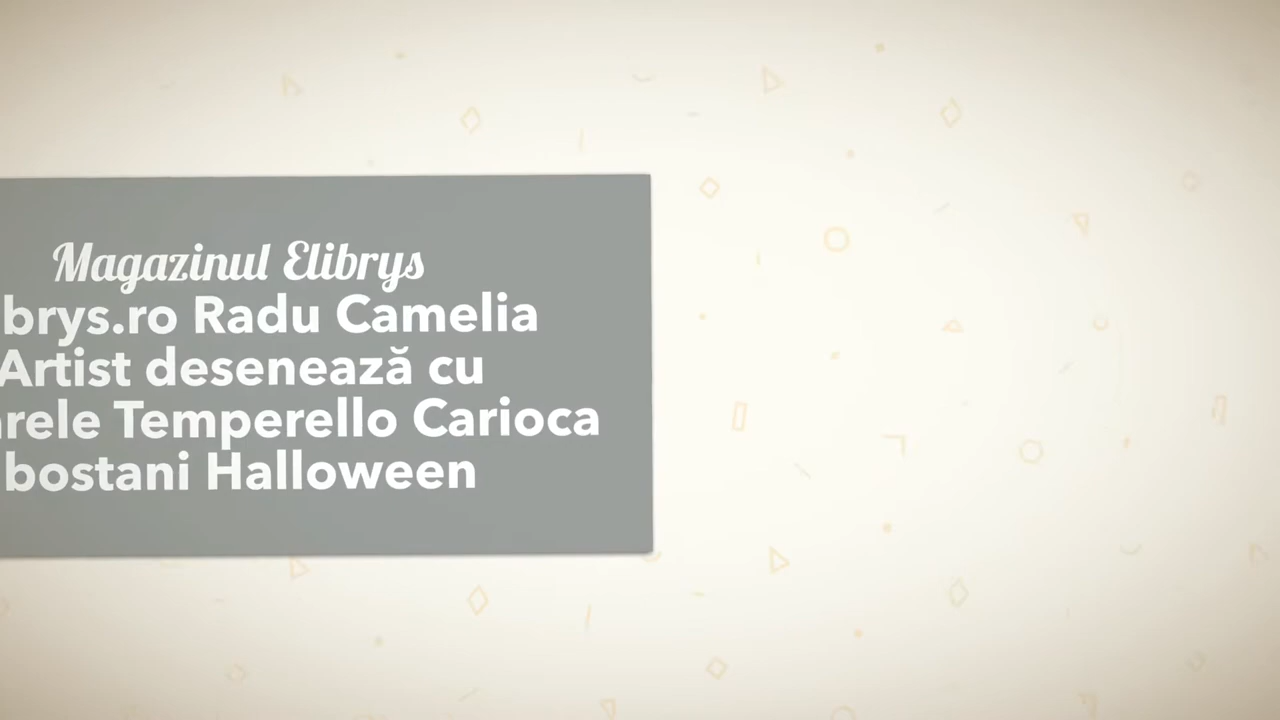 Magazinul Elibrys
brys.ro Radu Camelia
Artist desenează cu
rele Temperello Carioca
bostani Halloween